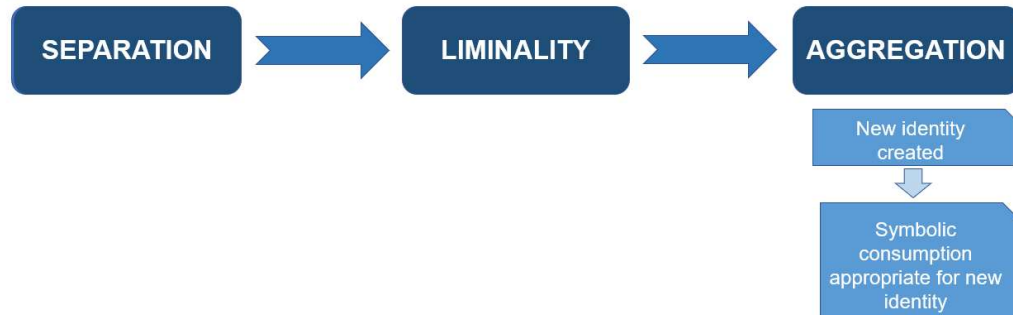 SEPARATION
LIMINALITY
AGGREGATION
New identity
created
Symbolic
consumption
appropriate for new
identity